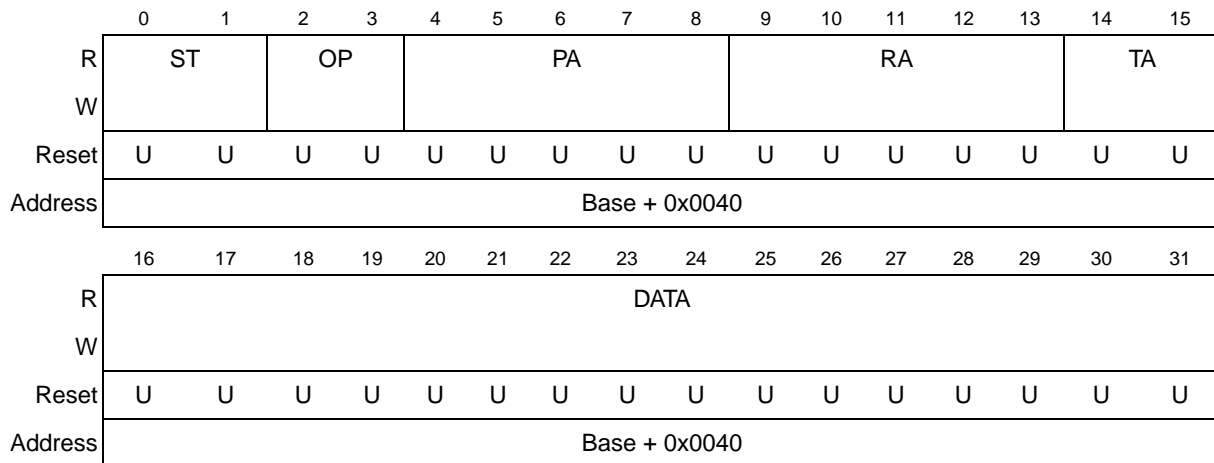 0 1 2 3 4 5 6 7 8 9 10 11 12 13 14 15
R ST OP PA RA TA
W
Reset U U U U U U U U U U U U U U U U
Address Base + 0x0040
16 17 18 19 20 21 22 23 24 25 26 27 28 29 30 31
R DATA
W
Reset U U U U U U U U U U U U U U U U
Address Base + 0x0040